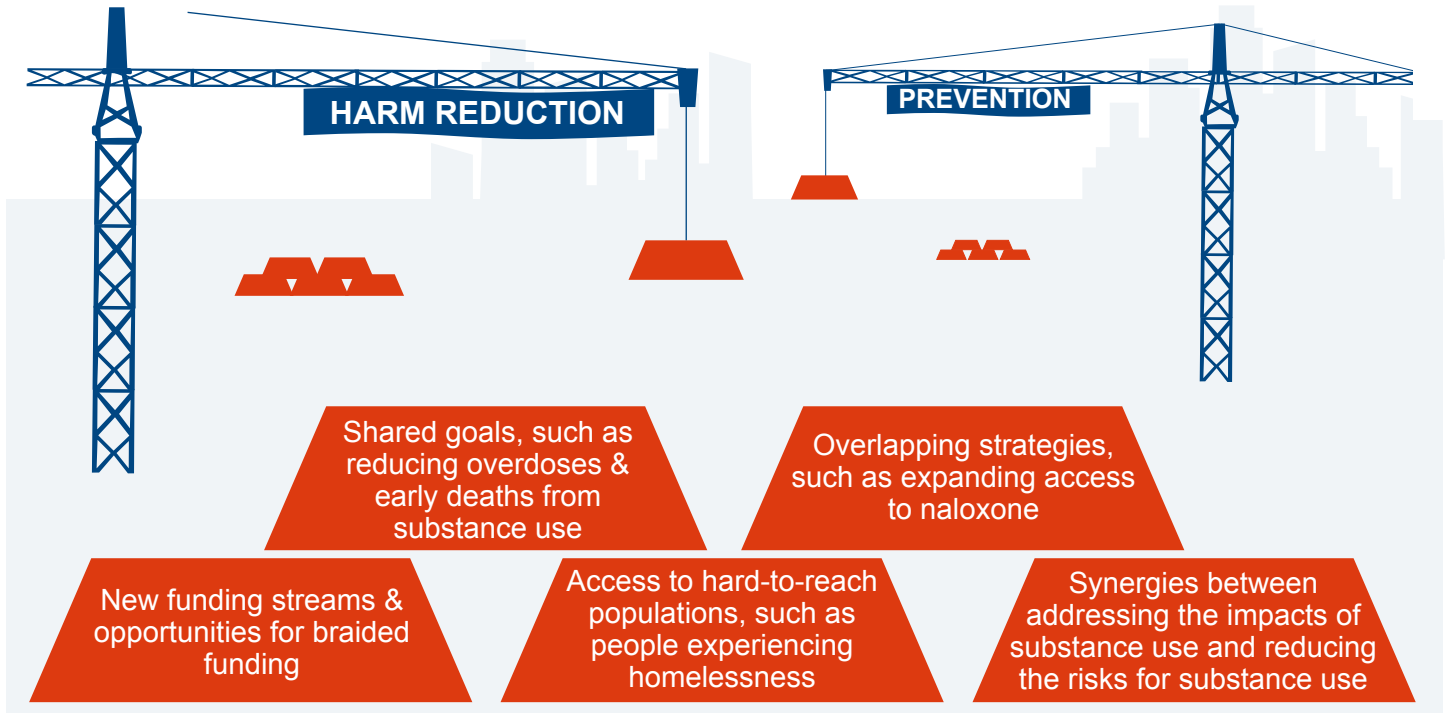 HARM REDUCTION
PREVENTION
Shared goals, such as
reducing overdoses &
early deaths from
substance use
Overlapping strategies,
such as expanding access
to naloxone
New funding streams &
opportunities for braided
funding
Access to hard-to-reach
populations, such as
people experiencing
homelessness
Synergies between
addressing the impacts of
substance use and reducing
the risks for substance use